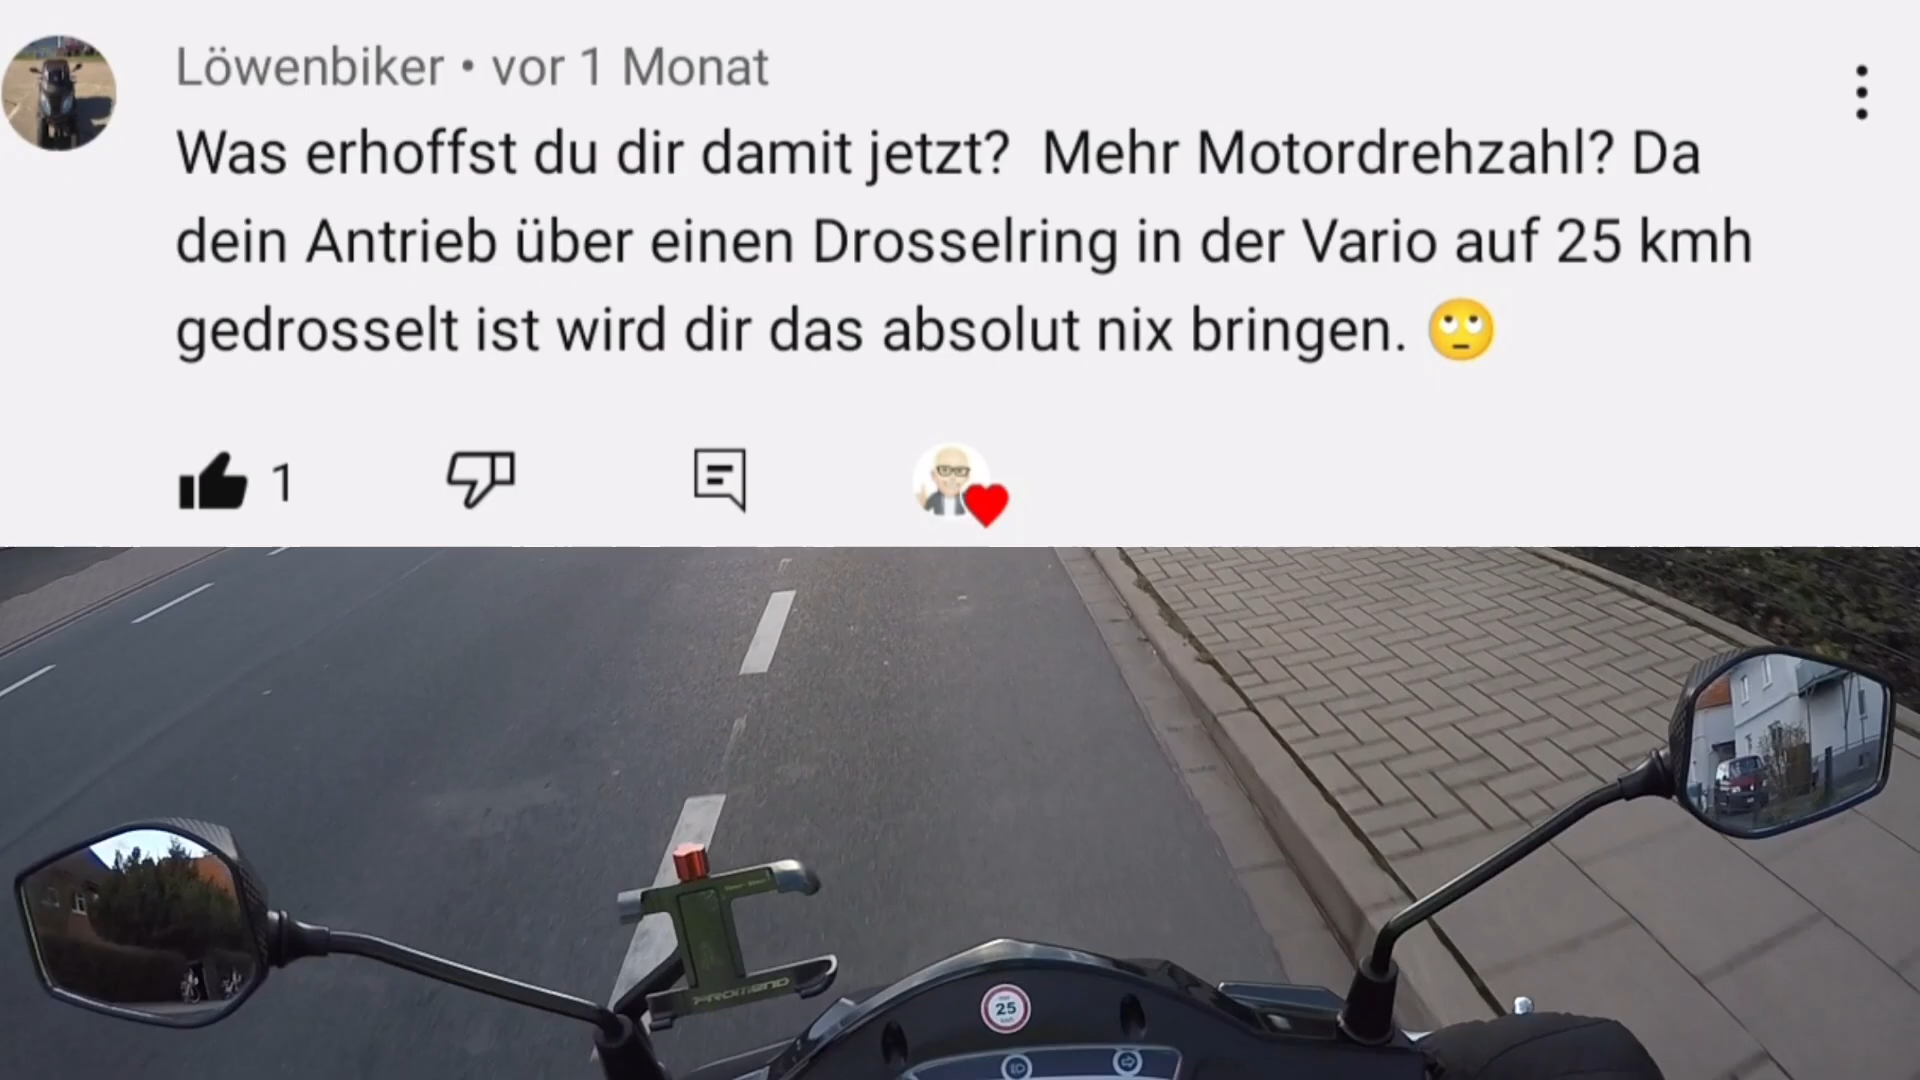 Löwenbiker • vor 1 Monat
Was erhoffst du dir damit jetzt?  Mehr Motordrehzahl? Da
dein Antrieb über einen Drosselring in der Vario auf 25 kmh
gedrosselt ist wird dir das absolut nix bringen. 🙄
1
PROMEND
25